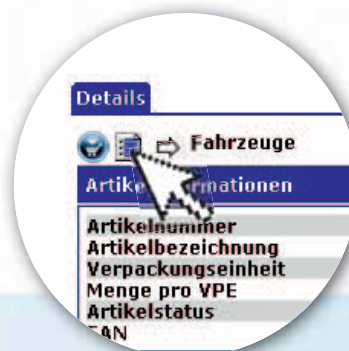 Details
Fahrzeuge
Artikelnummer
Artikelbezeichnung
Verpackungseinheit
Menge pro VPE
Artikelstatus
EAN